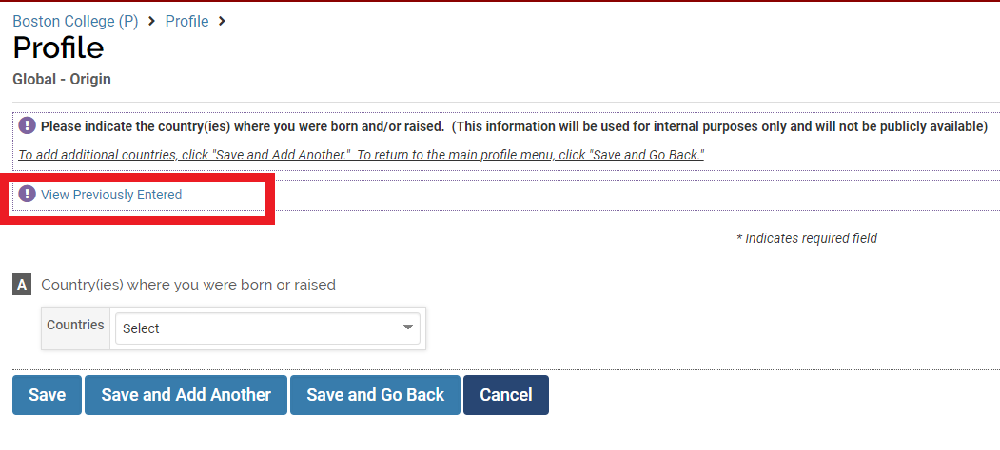 Boston College (P) > Profile >
Profile
Global - Origin
! Please indicate the country(ies) where you were born and/or raised. (This information will be used for internal purposes only and will not be publicly available)
To add additional countries, click "Save and Add Another." To return to the main profile menu, click "Save and Go Back."
! View Previously Entered
* Indicates required field
A Country(ies) where you were born or raised
Countries Select
Save Save and Add Another Save and Go Back Cancel